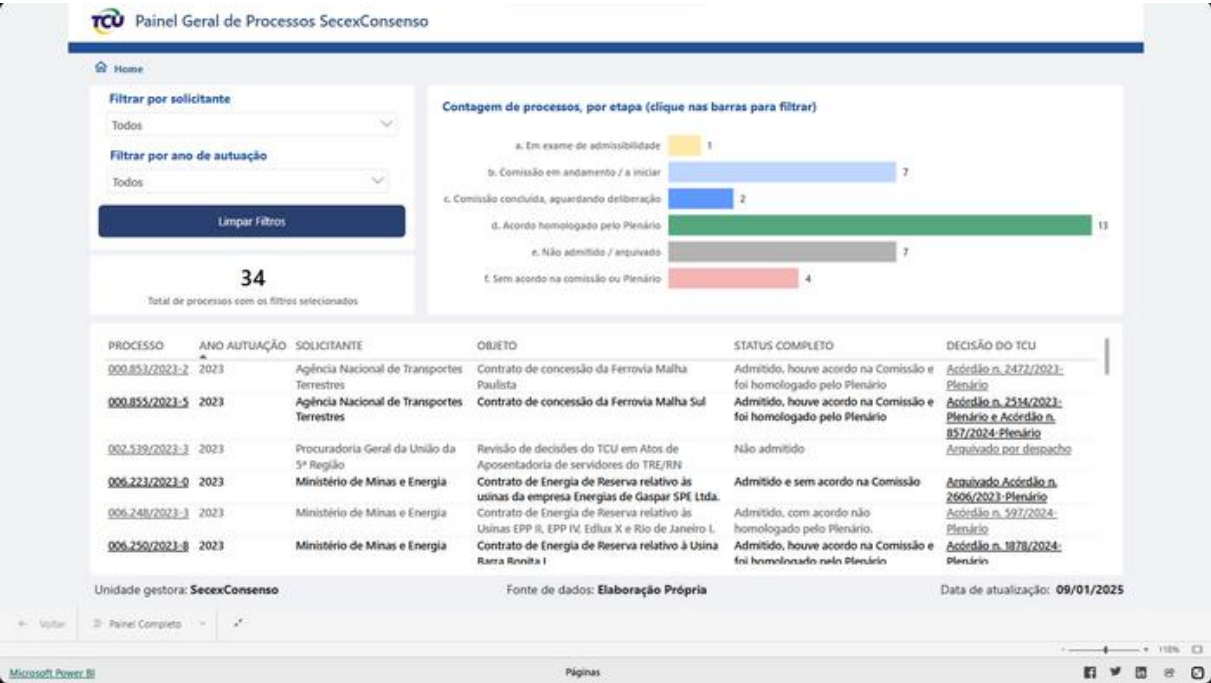 TCU Painel Geral de Processos SecexConsenso
Home
Filtrar por solicitante
Todos
Filtrar por ano de autuação
Todos
Limpar Filtros
34
Total de processos com os filtros selecionados
Contagem de processos, por etapa (clique nas barras para filtrar)
a. Em exame de admissibilidade 1
b. Comissão em andamento / a iniciar 7
c. Comissão concluída, aguardando deliberação 2
d. Acordo homologado pelo Plenário 13
e. Não admitido / arquivado 7
f. Sem acordo na comissão ou Plenário 4
PROCESSO ANO AUTUAÇÃO SOLICITANTE OBJETO STATUS COMPLETO DECISÃO DO TCU
000.853/2023-2 2023 Agência Nacional de Transportes Contrato de concessão da Ferrovia Malha Admitido, houve acordo na Comissão e Acórdão n. 2472/2023-
Terrestres Paulista foi homologado pelo Plenário Plenário
000.855/2023-5 2023 Agência Nacional de Transportes Contrato de concessão da Ferrovia Malha Sul Admitido, houve acordo na Comissão e Acórdão n. 2514/2023-
Terrestres foi homologado pelo Plenário Plenário e Acórdão n.
857/2024-Plenário
002.539/2023-3 2023 Procuradoria Geral da União da Revisão de decisões do TCU em Atos de Não admitido Arquivado por despacho
5ª Região Aposentadoria de servidores do TRE/RN
006.223/2023-0 2023 Ministério de Minas e Energia Contrato de Energia de Reserva relativo às Admitido e sem acordo na Comissão Arquivado Acórdão n.
usinas da empresa Energias de Gaspar SPE Ltda. 2606/2023-Plenário
006.248/2023-3 2023 Ministério de Minas e Energia Contrato de Energia de Reserva relativo às Admitido, com acordo não Acórdão n. 597/2024-
Usinas EPP II, EPP IV, Edlux X e Rio de Janeiro I. homologado pelo Plenário. Plenário
006.250/2023-8 2023 Ministério de Minas e Energia Contrato de Energia de Reserva relativo à Usina Admitido, houve acordo na Comissão e Acórdão n. 1878/2024-
Barra Bonita I foi homologado pelo Plenário Plenário
Unidade gestora: SecexConsenso Fonte de dados: Elaboração Própria Data de atualização: 09/01/2025
Voltar Painel Completo
118%
Microsoft Power BI Páginas